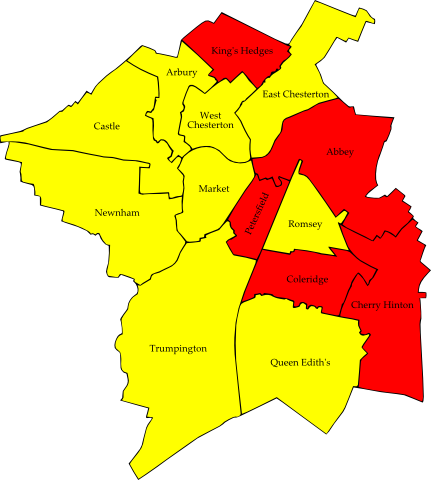 King's Hedges
Arbury
East Chesterton
West
Chesterton
Castle
Abbey
Market
Petersfield
Newnham
Romsey
Coleridge
Cherry Hinton
Trumpington
Queen Edith's